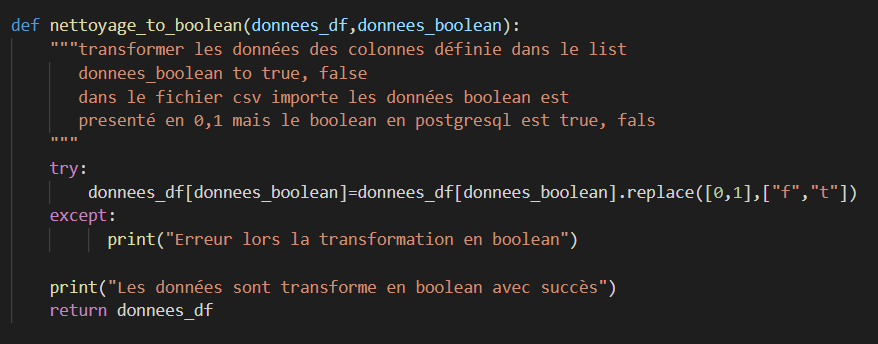 def nettoyage_to_boolean(donnees_df,donnees_boolean):
"""transformer les données des colonnes définie dans le list
donnees_boolean to true, false
dans le fichier csv importe les données boolean est
presenté en 0,1 mais le boolean en postgresql est true, fals
"""
try:
donnees_df[donnees_boolean]=donnees_df[donnees_boolean].replace([0,1],["f","t"])
except:
print("Erreur lors la transformation en boolean")
print("Les données sont transforme en boolean avec succès")
return donnees_df